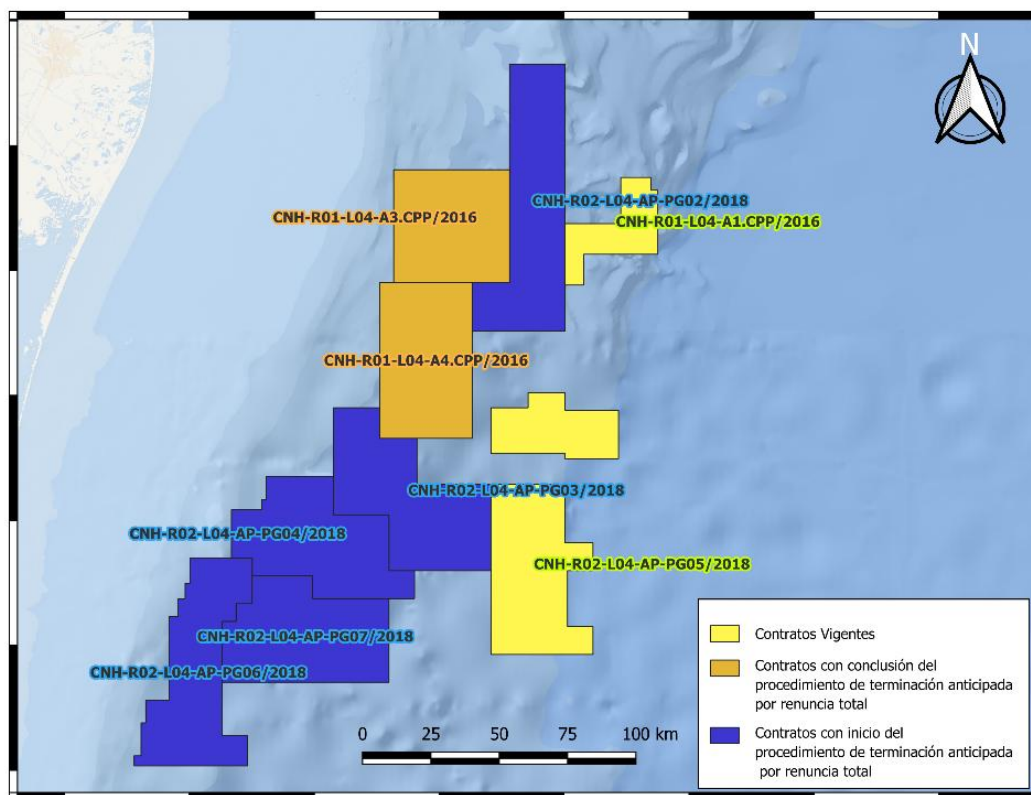 N
CNH-R02-L04-AP-PG02/2018
CNH-R01-L04-A3.CPP/2016
CNH-R01-L04-A1.CPP/2016
CNH-R01-L04-A4.CPP/2016
CNH-R02-L04-AP-PG03/2018
CNH-R02-L04-AP-PG04/2018
CNH-R02-L04-AP-PG05/2018
CNH-R02-L04-AP-PG07/2018
CNH-R02-L04-AP-PG06/2018
0 25 50 75 100 km
Contratos Vigentes
Contratos con conclusión del
procedimiento de terminación anticipada
por renuncia total
Contratos con inicio del
procedimiento de terminación anticipada
por renuncia total